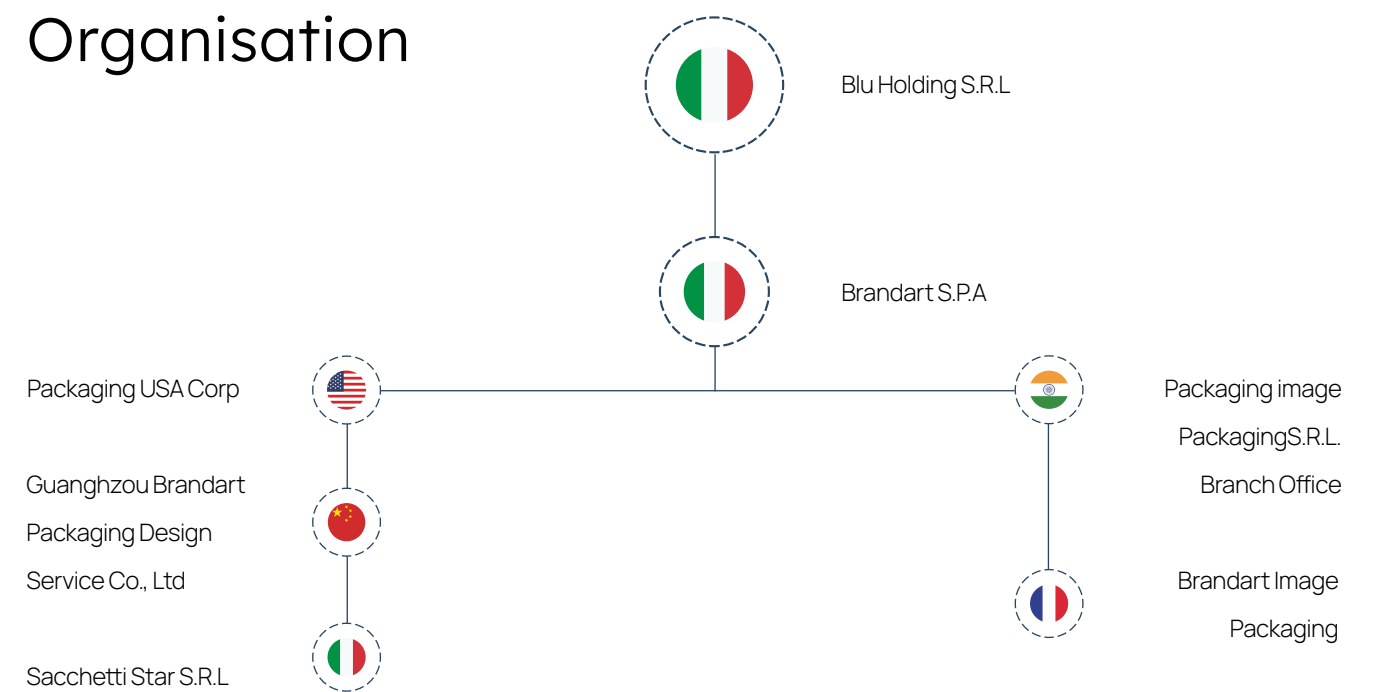 Organisation
Blu Holding S.R.L
Brandart S.P.A
Packaging USA Corp
Guanghzou Brandart
Packaging Design
Service Co., Ltd
Sacchetti Star S.R.L
Packaging image
PackagingS.R.L.
Branch Office
Brandart Image
Packaging